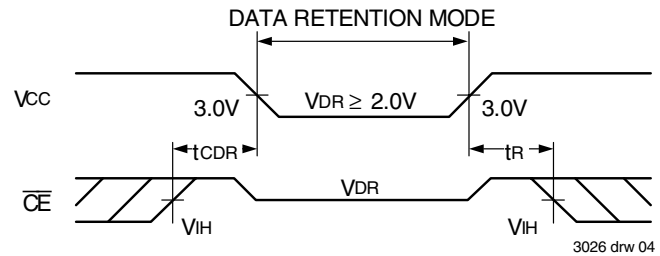 DATA RETENTION MODE
VCC
3.0V
VDR ≥ 2.0V
3.0V
tCDR
tR
CE
VDR
VIH
VIH
3026 drw 04